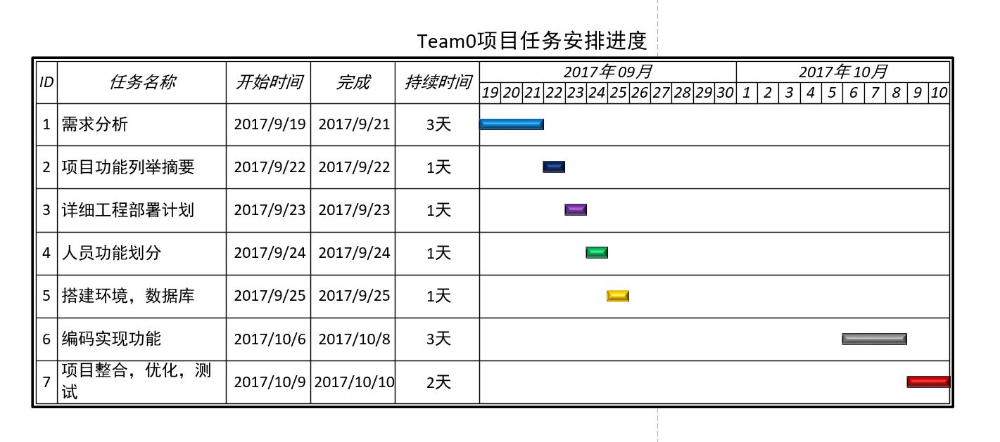 Team0项目任务安排进度
ID 任务名称 开始时间 完成 持续时间 2017年 09月 2017年 10月
19 20 21 22 23 24 25 26 27 28 29 30 1 2 3 4 5 6 7 8 9 10
1 需求分析 2017/9/19 2017/9/21 3天
2 项目功能列举摘要 2017/9/22 2017/9/22 1天
3 详细工程部署计划 2017/9/23 2017/9/23 1天
4 人员功能划分 2017/9/24 2017/9/24 1天
5 搭建环境，数据库 2017/9/25 2017/9/25 1天
6 编码实现功能 2017/10/6 2017/10/8 3天
7 项目整合，优化，测
试 2017/10/9 2017/10/10 2天